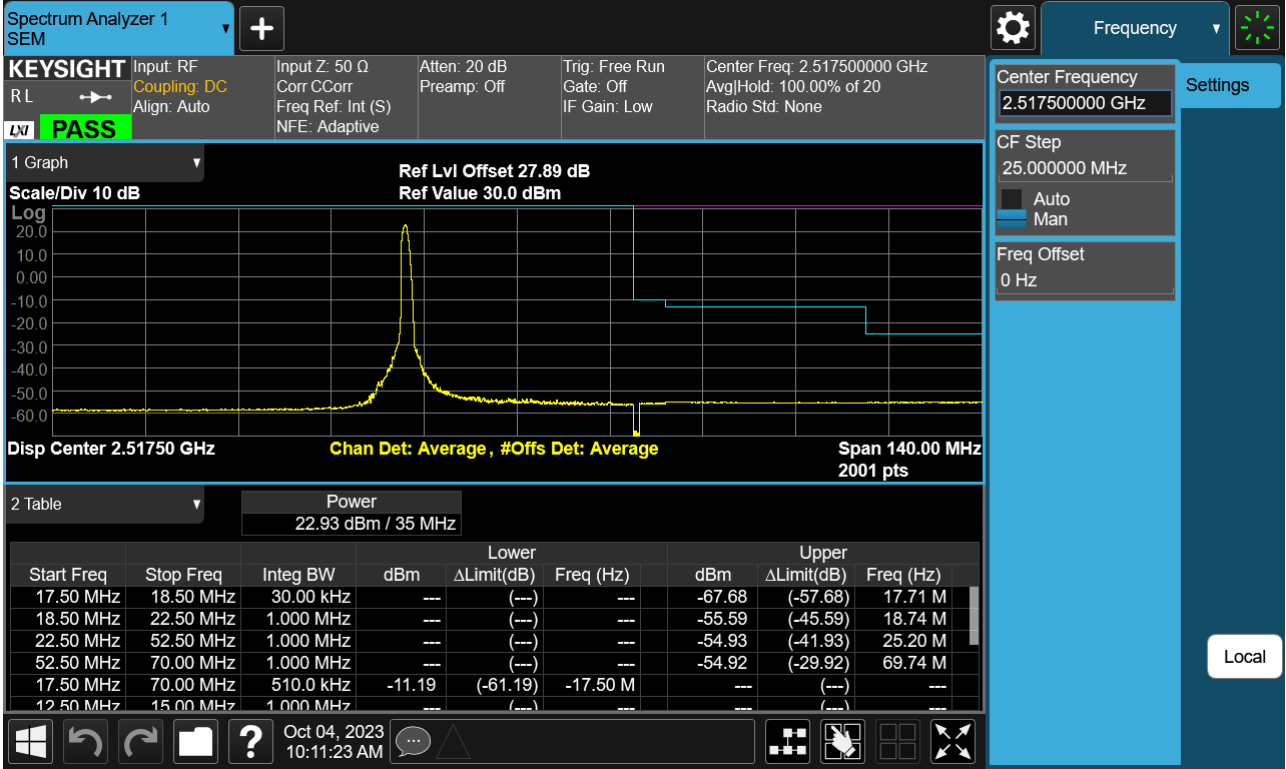 Spectrum Analyzer 1
SEM
Frequency
KEYSIGHT
R L
LXI
PASS
Input: RF
Coupling: DC
Align: Auto
Input Z: 50 Ω
Corr CCorr
Freq Ref: Int (S)
NFE: Adaptive
Atten: 20 dB
Preamp: Off
Trig: Free Run
Gate: Off
IF Gain: Low
Center Freq: 2.517500000 GHz
Avg|Hold: 100.00% of 20
Radio Std: None
Center Frequency
2.517500000 GHz
Settings
CF Step
25.000000 MHz
Auto
Man
Freq Offset
0 Hz
Local
1 Graph
Scale/Div 10 dB
Ref Lvl Offset 27.89 dB
Ref Value 30.0 dBm
Log
20.0
10.0
0.00
-10.0
-20.0
-30.0
-40.0
-50.0
-60.0
Disp Center 2.51750 GHz
Chan Det: Average , #Offs Det: Average
Span 140.00 MHz
2001 pts
2 Table
Power
22.93 dBm / 35 MHz
Lower Upper
Start Freq Stop Freq Integ BW dBm ΔLimit(dB) Freq (Hz) dBm ΔLimit(dB) Freq (Hz)
17.50 MHz 18.50 MHz 30.00 kHz --- (---) --- -67.68 (-57.68) 17.71 M
18.50 MHz 22.50 MHz 1.000 MHz --- (---) --- -55.59 (-45.59) 18.74 M
22.50 MHz 52.50 MHz 1.000 MHz --- (---) --- -54.93 (-41.93) 25.20 M
52.50 MHz 70.00 MHz 1.000 MHz --- (---) --- -54.92 (-29.92) 69.74 M
17.50 MHz 70.00 MHz 510.0 kHz -11.19 (-61.19) -17.50 M --- (---) ---
12.50 MHz 15.00 MHz 1.000 MHz --- (---) --- --- (---) ---
?
Oct 04, 2023
10:11:23 AM